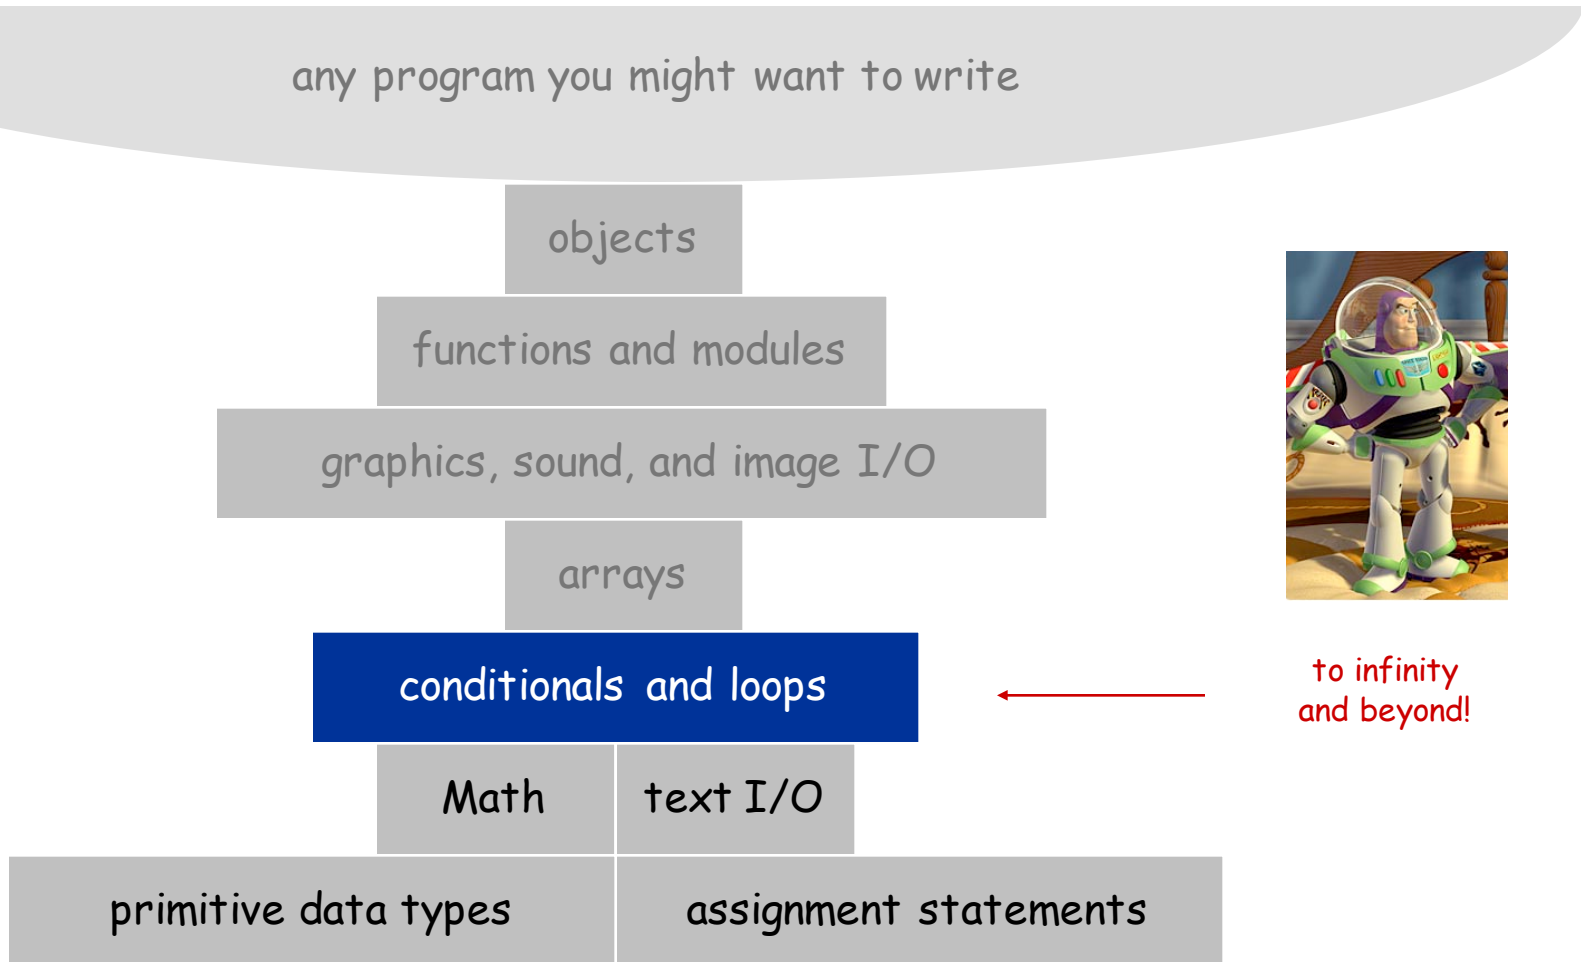 any program you might want to write
objects
functions and modules
graphics, sound, and image I/O
arrays
conditionals and loops
to infinity
and beyond!
Math
text I/O
primitive data types
assignment statements